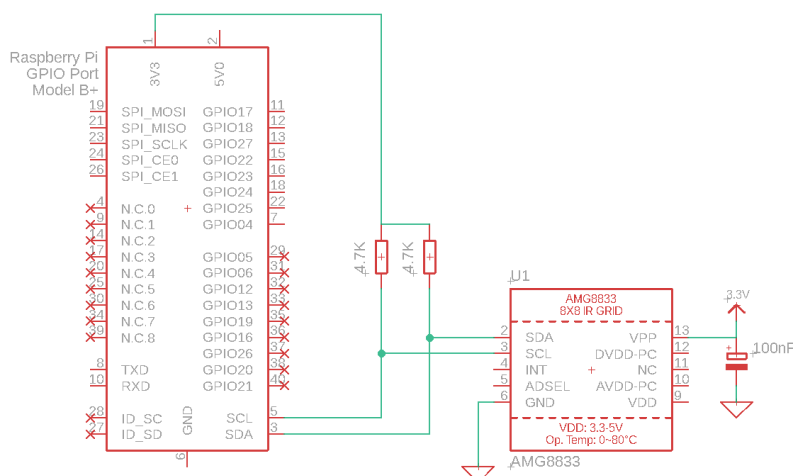 Raspberry Pi
GPIO Port
Model B+
1
2
3V3
5V0
19 SPI_MOSI GPIO17 11
21 SPI_MISO GPIO18 12
23 SPI_SCLK GPIO27 13
24 SPI_CE0 GPIO22 15
26 SPI_CE1 GPIO23 16
GPIO24 18
4 N.C.0 GPIO25 22
9 N.C.1 GPIO04 7
14 N.C.2
17 N.C.3 GPIO05 29
20 N.C.4 GPIO06 31
25 N.C.5 GPIO12 32
30 N.C.6 GPIO13 33
34 N.C.7 GPIO19 35
39 N.C.8 GPIO16 36
GPIO26 37
8 TXD GPIO20 38
10 RXD GPIO21 40
28 ID_SC SCL 5
27 ID_SD SDA 3
GND
6
4.7K
4.7K
U1
AMG8833
8X8 IR GRID
2 SDA VPP 13
3 SCL DVDD-PC 12
4 INT NC 11
5 ADSEL AVDD-PC 10
6 GND VDD 9
VDD: 3.3-5V
Op. Temp: 0~80°C
AMG8833
3.3V
100nF